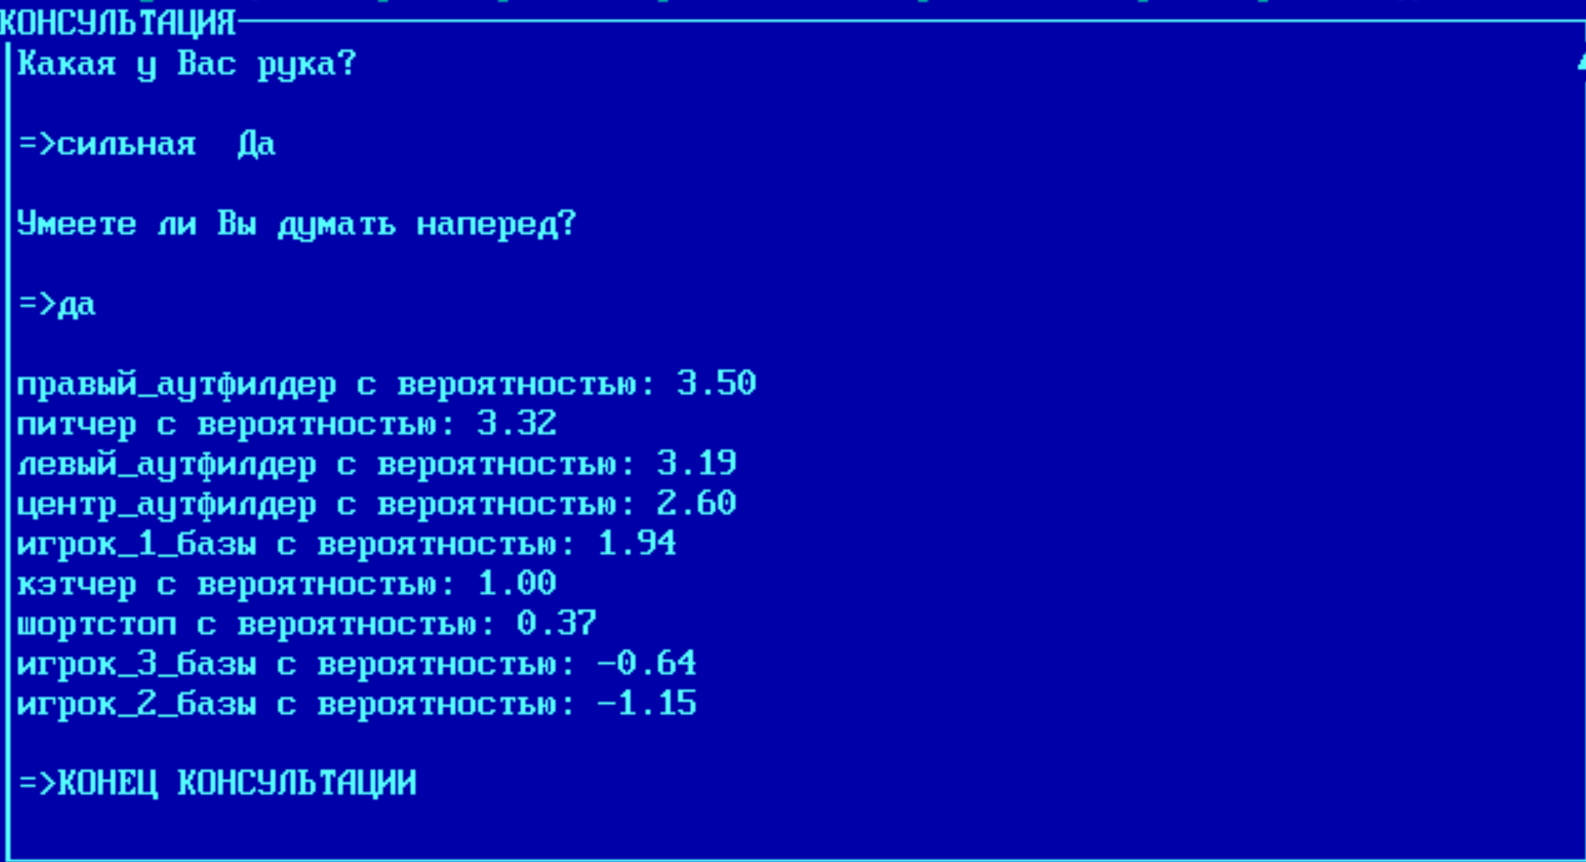 КОНСУЛЬТАЦИЯ
Какая у Вас рука?
=>сильная Да
Умеете ли Вы думать наперед?
=>да
правый_аутфилдер с вероятностью: 3.50
питчер с вероятностью: 3.32
левый_аутфилдер с вероятностью: 3.19
центр_аутфилдер с вероятностью: 2.60
игрок_1_базы с вероятностью: 1.94
кэтчер с вероятностью: 1.00
шортстоп с вероятностью: 0.37
игрок_3_базы с вероятностью: -0.64
игрок_2_базы с вероятностью: -1.15
=>КОНЕЦ КОНСУЛЬТАЦИИ